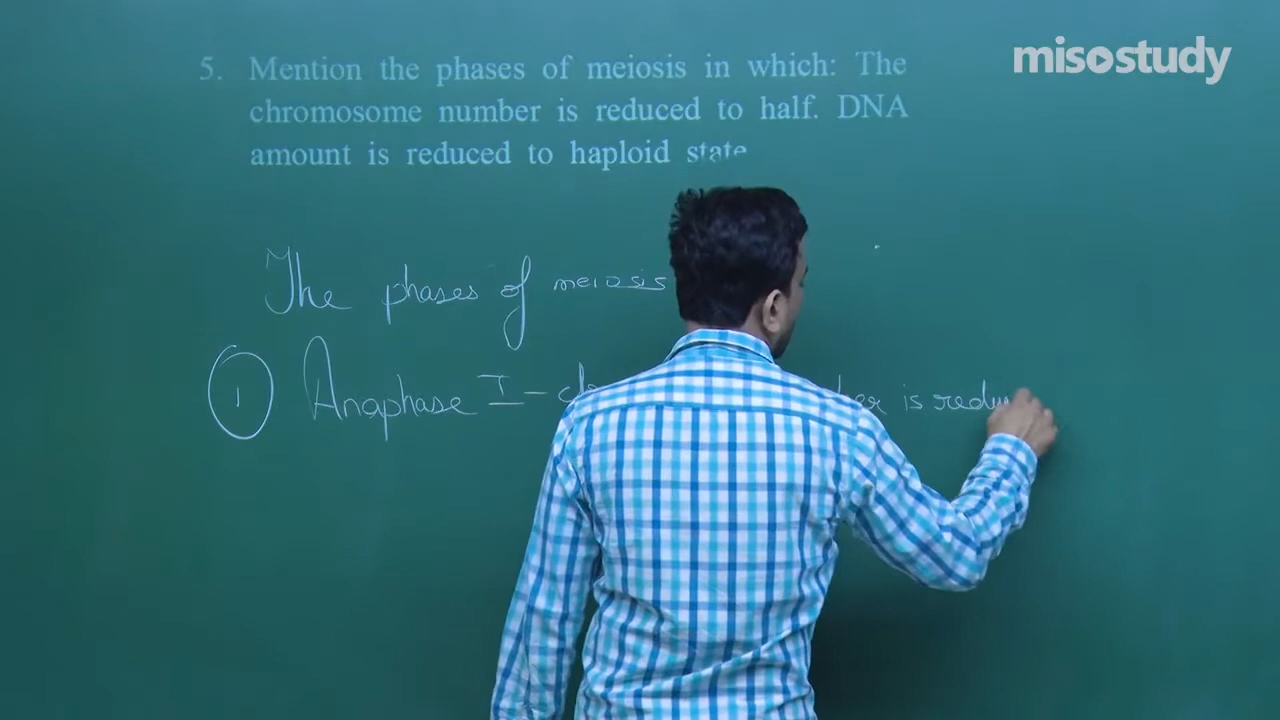 misostudy
5. Mention the phases of meiosis in which: The
chromosome number is reduced to half. DNA
amount is reduced to haploid state
The phases of meiosis
1 Anaphase I - is